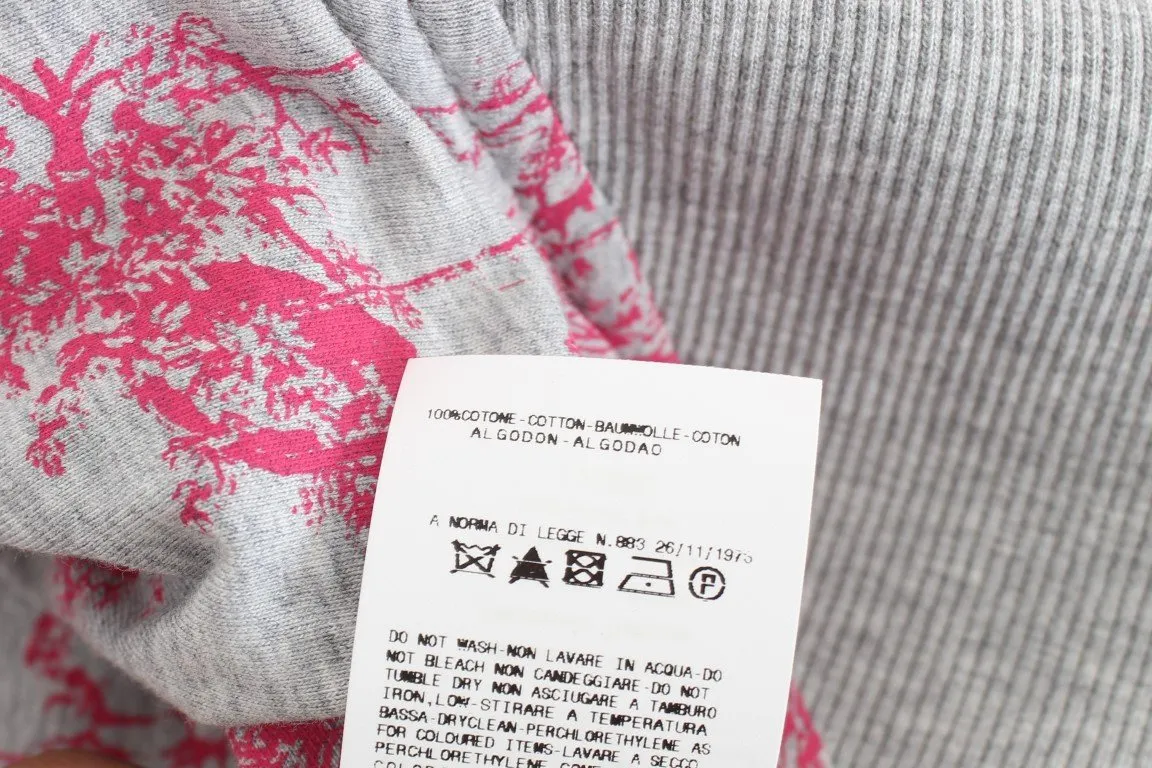 100%COTONE-COTTON-BAUMWOLLE-COTON
ALGODON-ALGODAO
A NORMA DI LEGGE N.883 26/11/1973
P
DO NOT WASH-NON LAVARE IN ACQUA-DO
NOT BLEACH NON CANDEGGIARE-DO NOT
TUMBLE DRY NON ASCIUGARE A TAMBURO
IRON,LOW-STIRARE A TEMPERATURA
BASSA-DRYCLEAN-PERCHLORETHYLENE AS
FOR COLOURED ITEMS-LAVARE A SECCO
PERCHLORETHYLENE